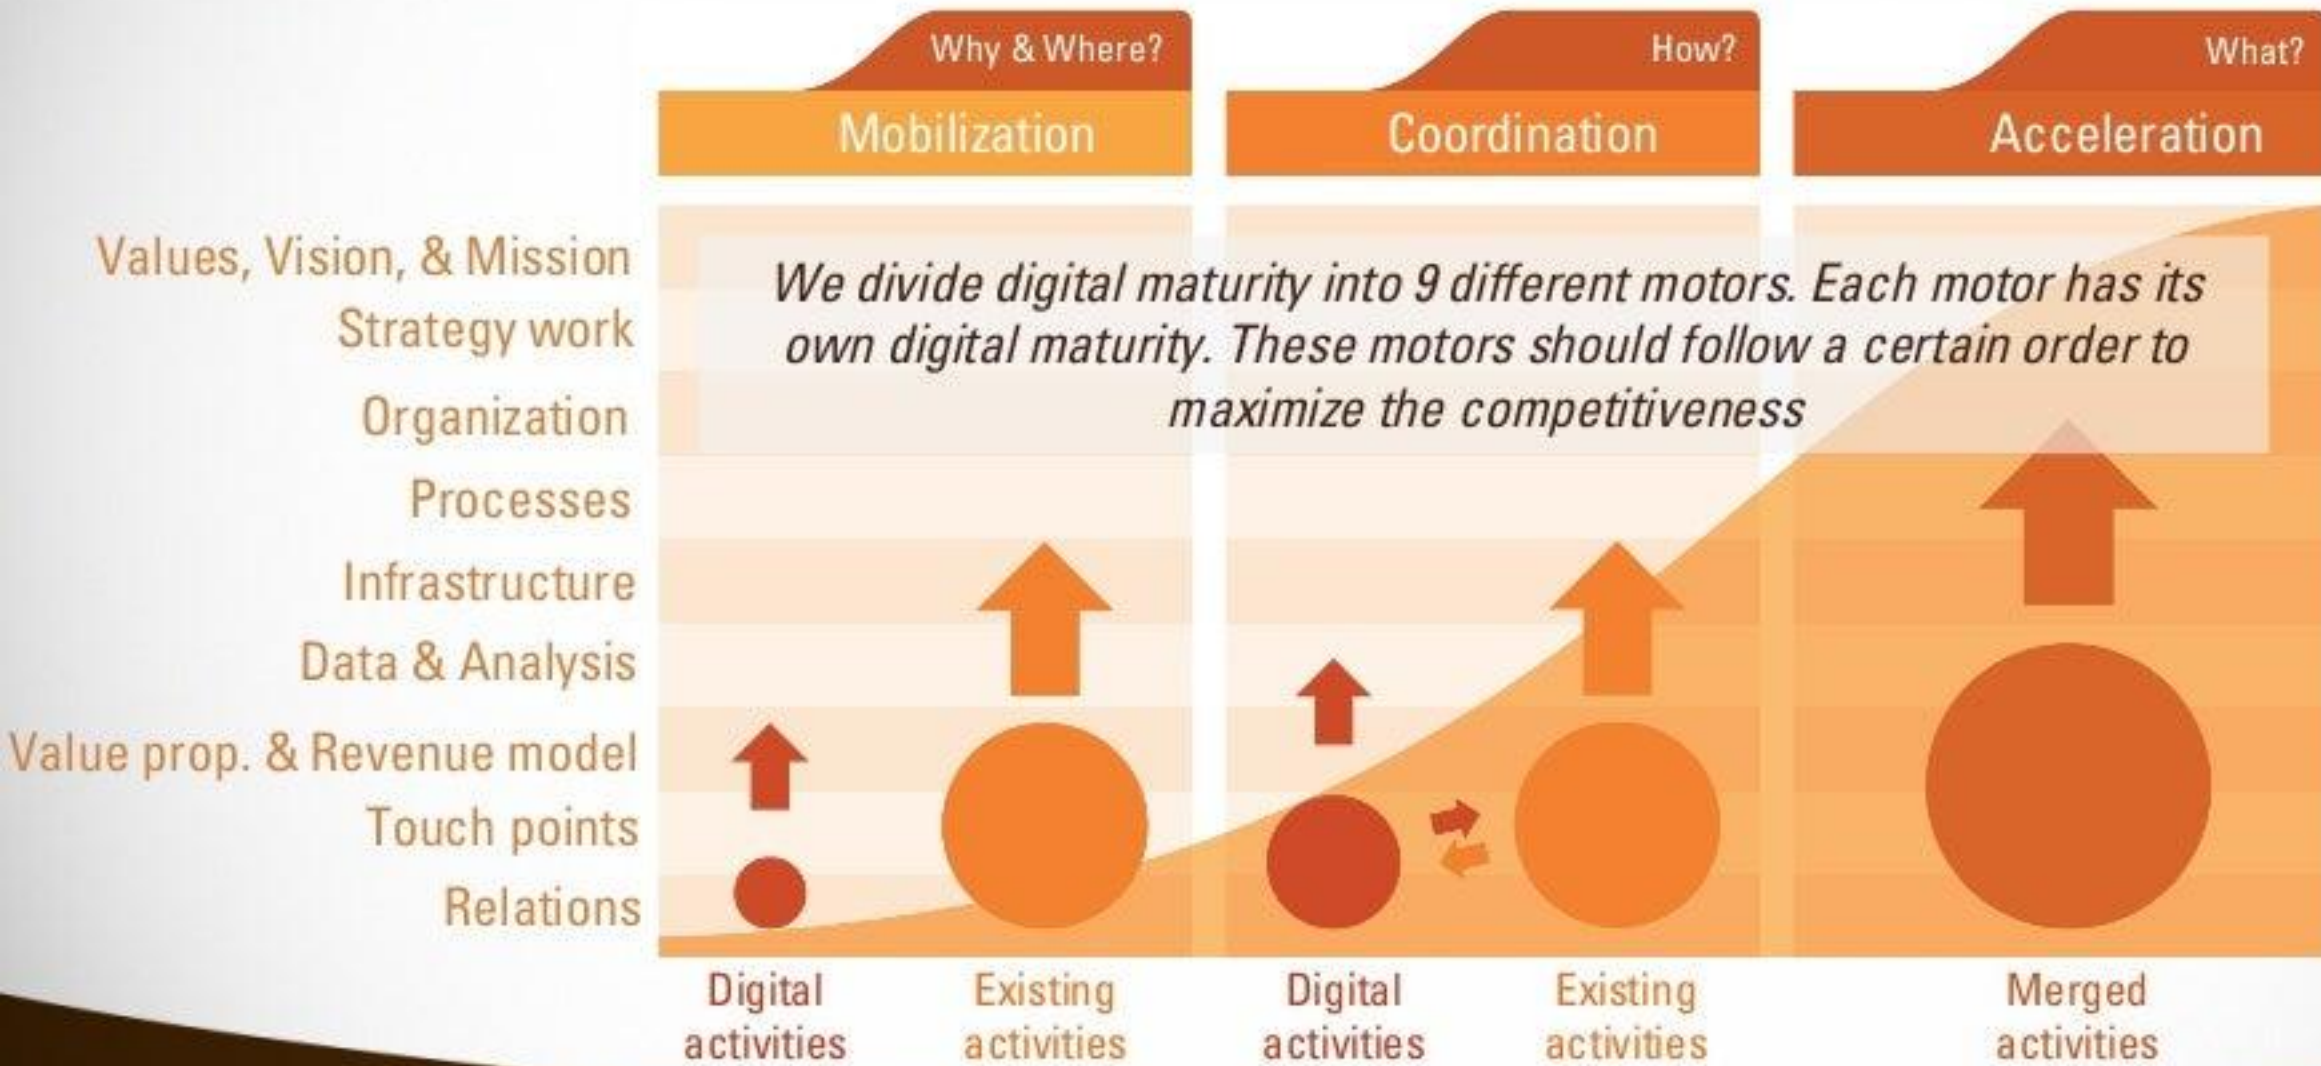 Why & Where?
How?
What?
Mobilization
Coordination
Acceleration
Values, Vision, & Mission
Strategy work
Organization
Processes
Infrastructure
Data & Analysis
Value prop. & Revenue model
Touch points
Relations
We divide digital maturity into 9 different motors. Each motor has its
own digital maturity. These motors should follow a certain order to
maximize the competitiveness
Digital
activities
Existing
activities
Digital
activities
Existing
activities
Merged
activities